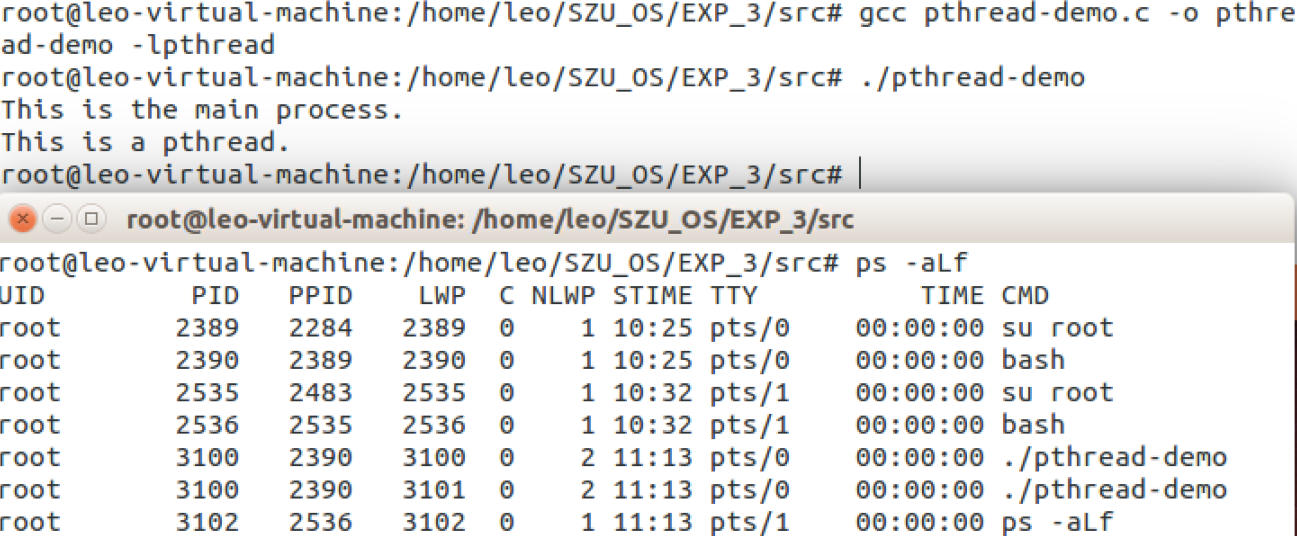 root@leo-virtual-machine:/home/leo/SZU_OS/EXP_3/src# gcc pthread-demo.c -o pthre
ad-demo -lpthread
root@leo-virtual-machine:/home/leo/SZU_OS/EXP_3/src# ./pthread-demo
This is the main process.
This is a pthread.
root@leo-virtual-machine:/home/leo/SZU_OS/EXP_3/src#
root@leo-virtual-machine: /home/leo/SZU_OS/EXP_3/src
root@leo-virtual-machine:/home/leo/SZU_OS/EXP_3/src# ps -aLf
UID PID PPID LWP C NLWP STIME TTY TIME CMD
root 2389 2284 2389 0 1 10:25 pts/0 00:00:00 su root
root 2390 2389 2390 0 1 10:25 pts/0 00:00:00 bash
root 2535 2483 2535 0 1 10:32 pts/1 00:00:00 su root
root 2536 2535 2536 0 1 10:32 pts/1 00:00:00 bash
root 3100 2390 3100 0 2 11:13 pts/0 00:00:00 ./pthread-demo
root 3100 2390 3101 0 2 11:13 pts/0 00:00:00 ./pthread-demo
root 3102 2536 3102 0 1 11:13 pts/1 00:00:00 ps -aLf